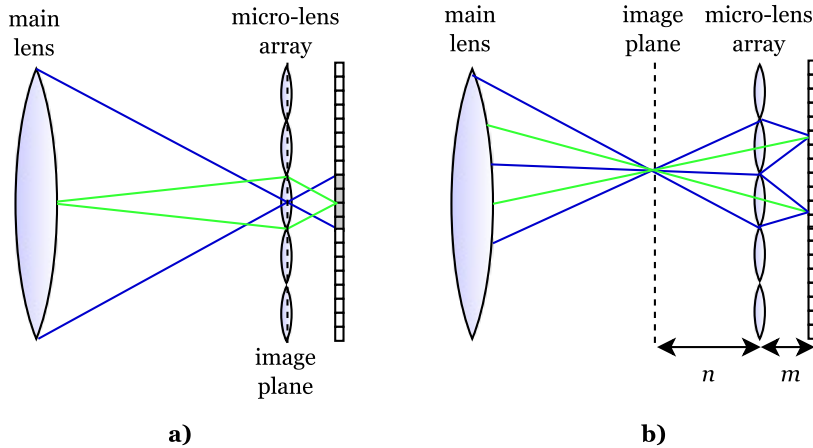 main
lens
micro-lens
array
image
plane
a)
main
lens
image
plane
micro-lens
array
n
m
b)